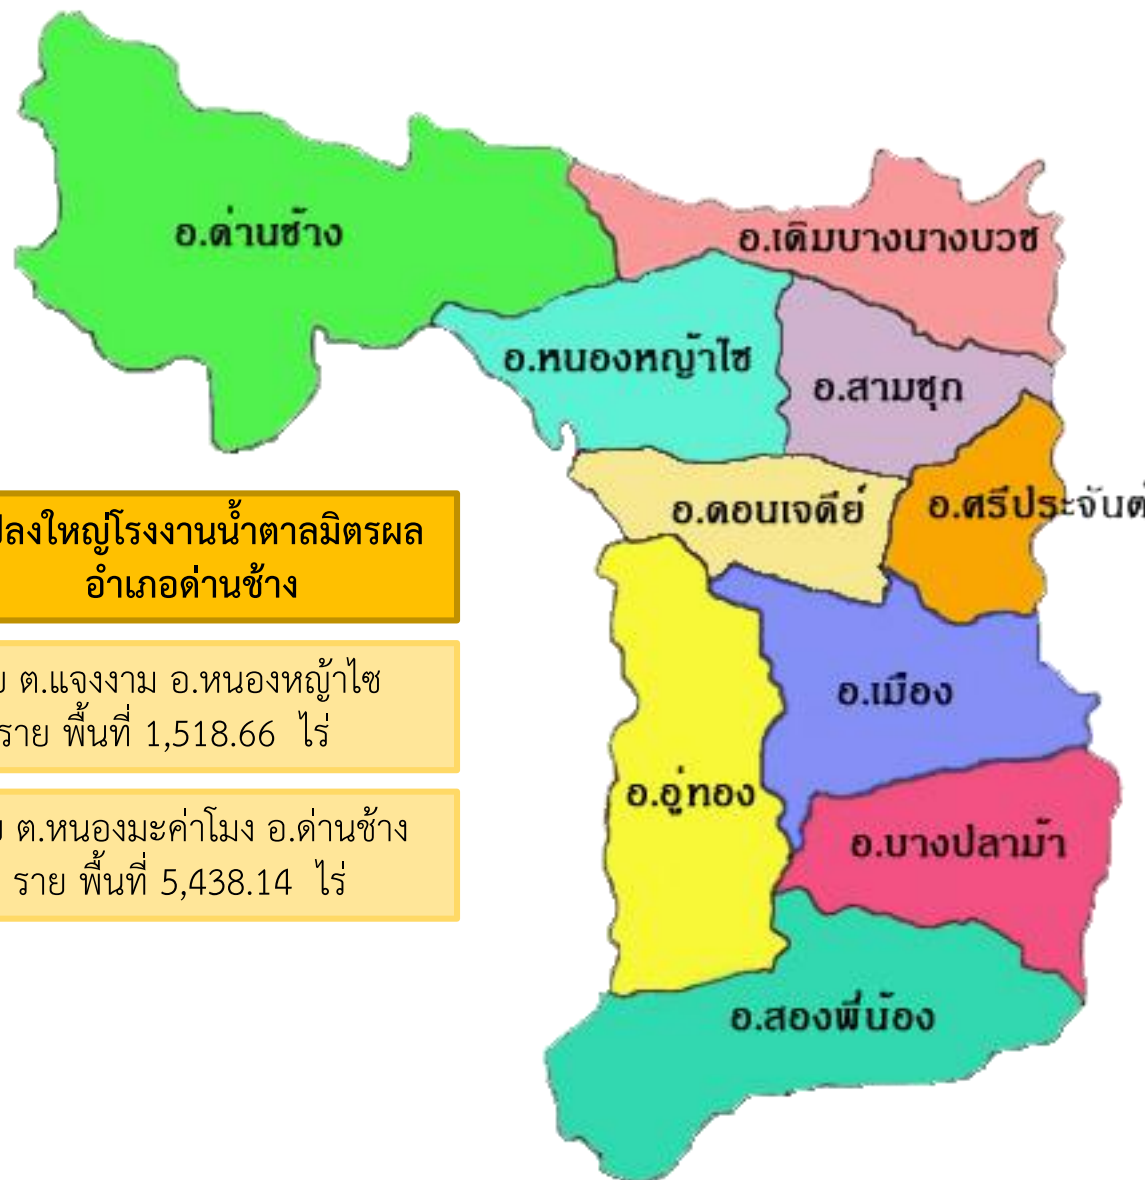 อ.ด่านช้าง
อ.เดิมบางนางบวช
อ.หนองหญ้าไซ
อ.สามชุก
อ.ดอนเจดีย์
อ.ศรีประจันต์
อ.เมือง
อ.อู่ทอง
อ.บางปลาม้า
อ.สองพี่น้อง
ปลงใหญ่โรงงานน้ำตาลมิตรผล
อำเภอด่านช้าง
ต.แจงงาม อ.หนองหญ้าไซ
ราย พื้นที่ 1,518.66 ไร่
ต.หนองมะค่าโมง อ.ด่านช้าง
ราย พื้นที่ 5,438.14 ไร่